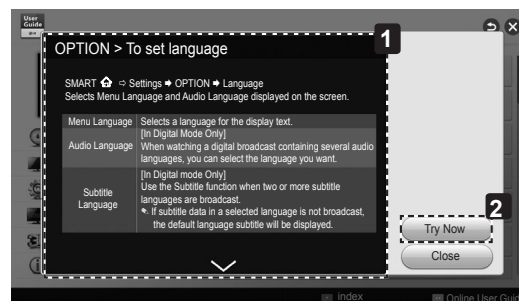 User
Guide
OPTION > To set language
1
SMART ⇨ Settings ➡ OPTION ➡ Language
Selects Menu Language and Audio Language displayed on the screen.
Menu Language Selects a language for the display text.
Audio Language [In Digital Mode Only]
When watching a digital broadcast containing several audio
languages, you can select the language you want.
Subtitle
Language
[In Digital mode Only]
Use the Subtitle function when two or more subtitle
languages are broadcast.
If subtitle data in a selected language is not broadcast,
the default language subtitle will be displayed.
2
Try Now
Close
index
Online User Guid